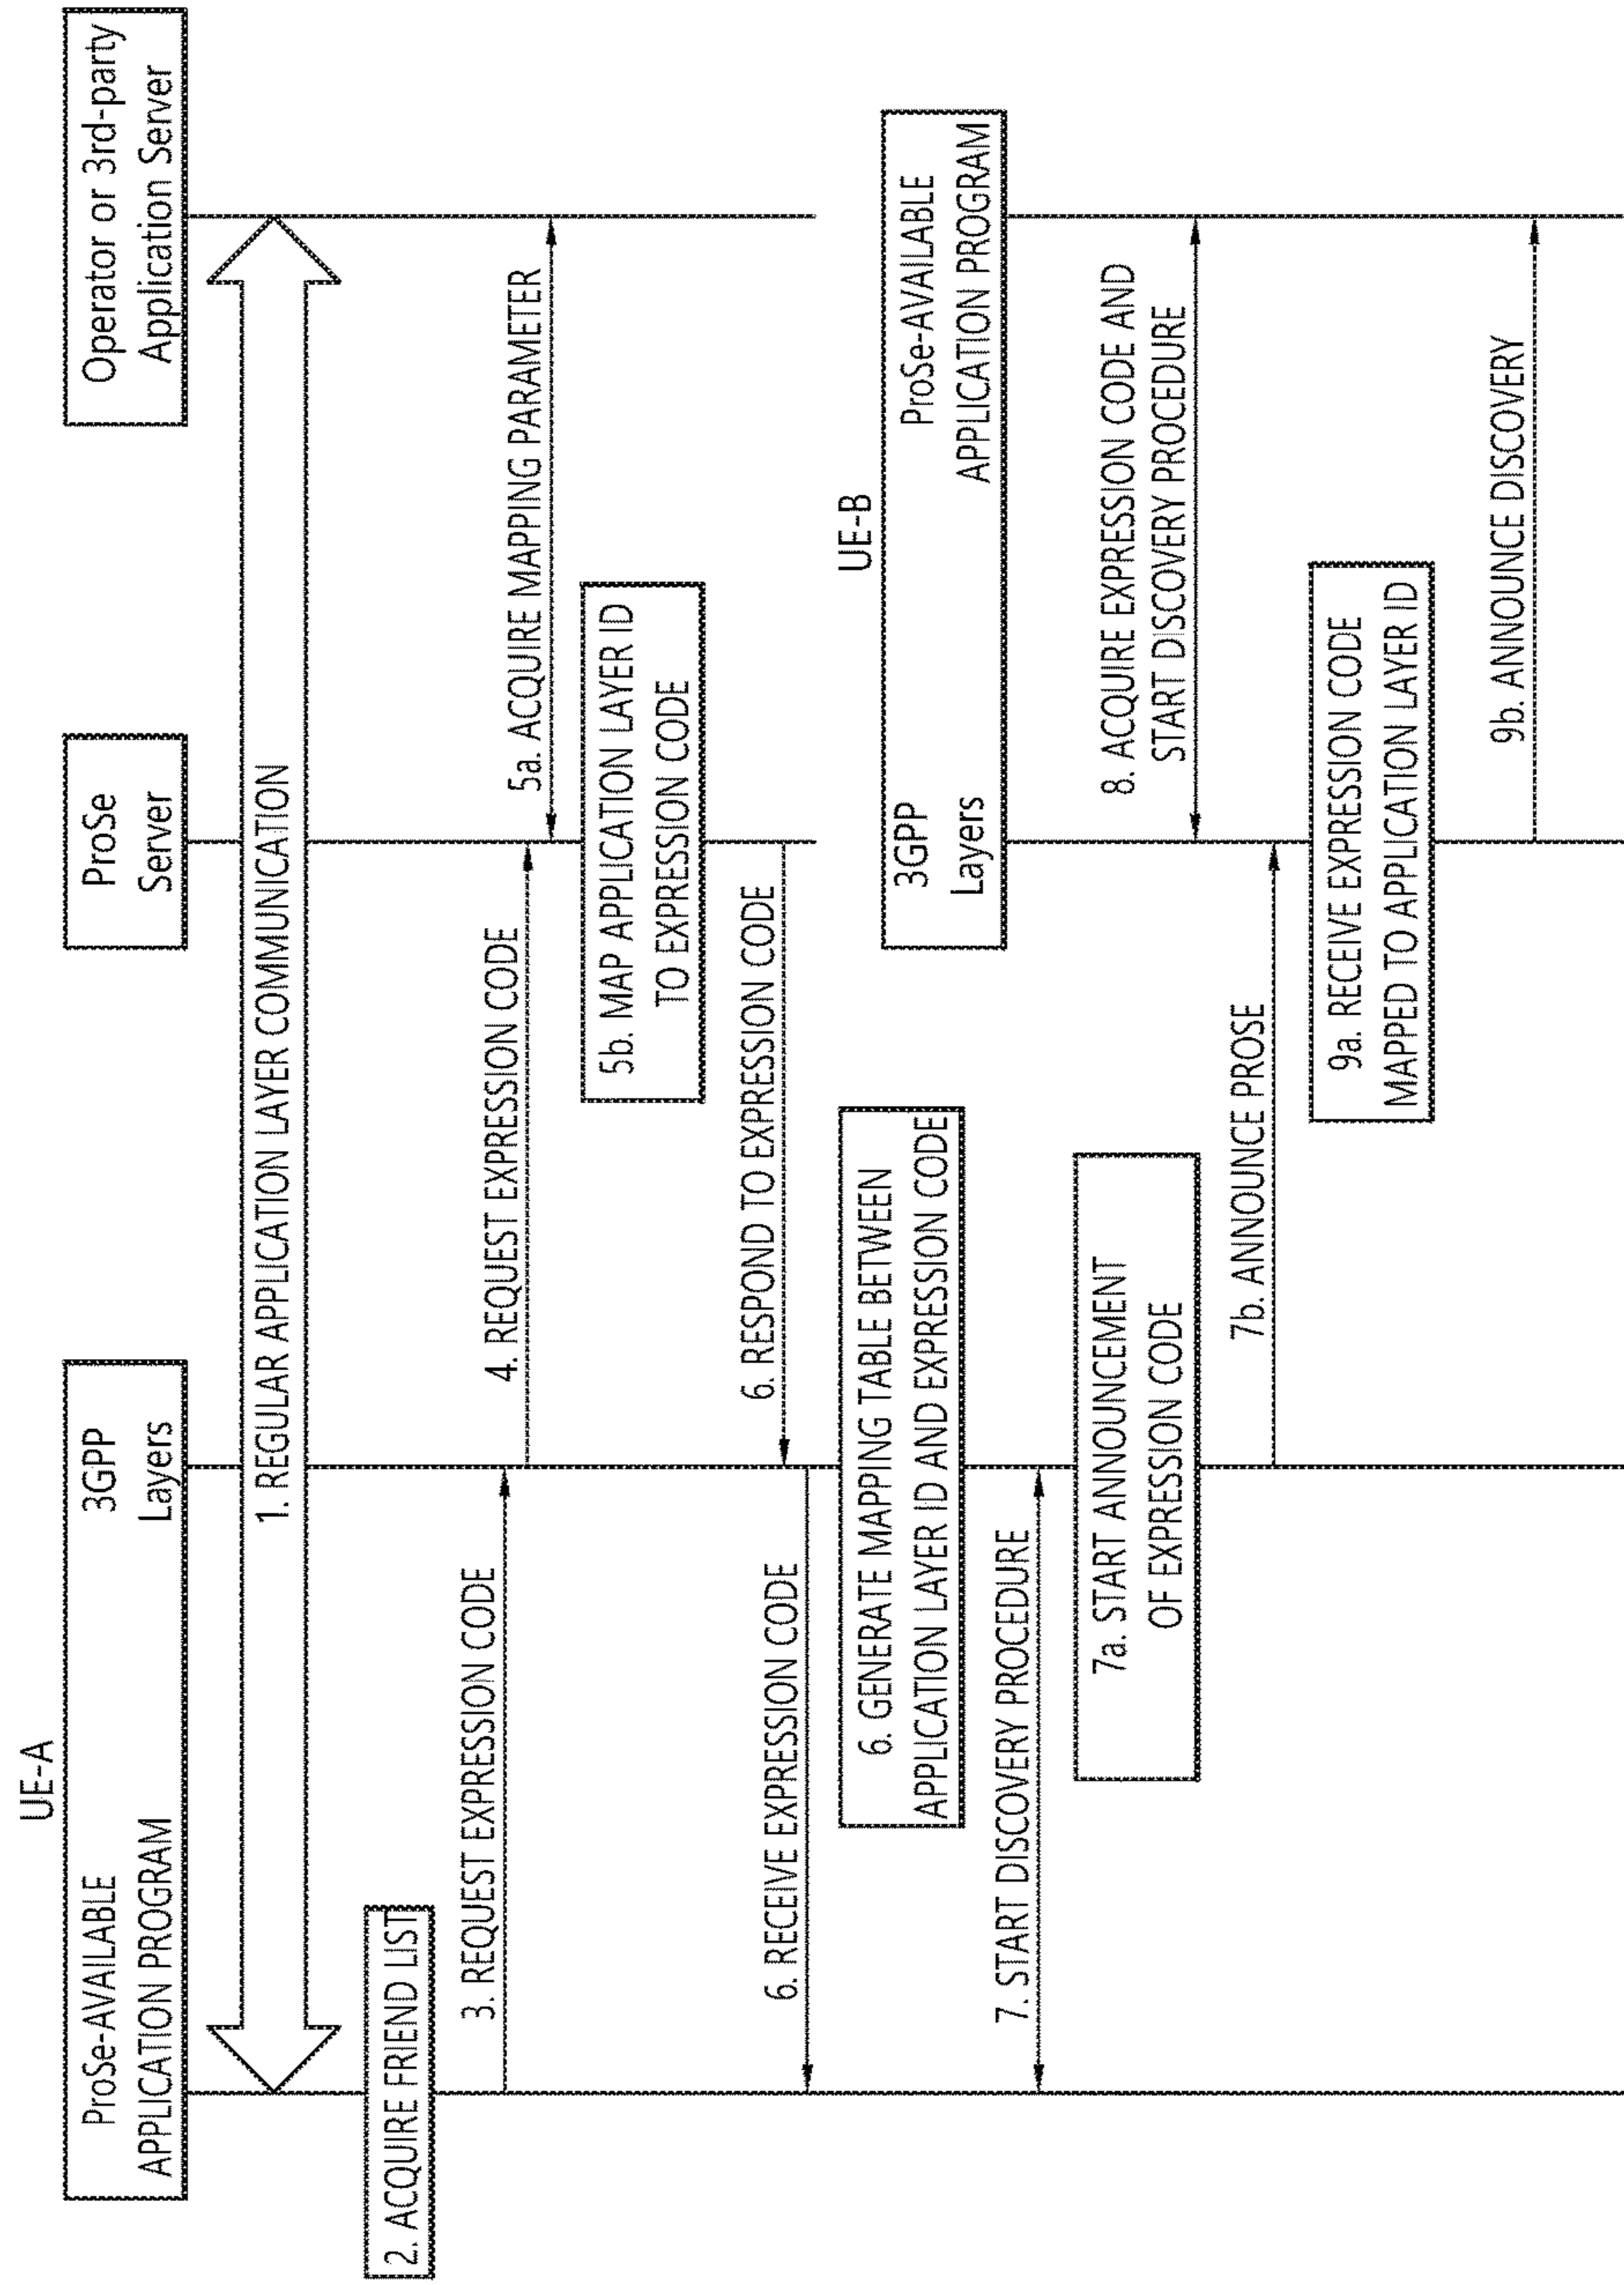 UE-A
ProSe-AVAILABLE
APPLICATION PROGRAM
3GPP
Layers
ProSe
Server
Operator or 3rd-party
Application Server
1. REGULAR APPLICATION LAYER COMMUNICATION
2. ACQUIRE FRIEND LIST
3. REQUEST EXPRESSION CODE
4. REQUEST EXPRESSION CODE
5a. ACQUIRE MAPPING PARAMETER
5b. MAP APPLICATION LAYER ID
TO EXPRESSION CODE
6. RESPOND TO EXPRESSION CODE
6. RECEIVE EXPRESSION CODE
6. GENERATE MAPPING TABLE BETWEEN
APPLICATION LAYER ID AND EXPRESSION CODE
UE-B
3GPP
Layers
ProSe-AVAILABLE
APPLICATION PROGRAM
7. START DISCOVERY PROCEDURE
7a. START ANNOUNCEMENT
OF EXPRESSION CODE
8. ACQUIRE EXPRESSION CODE AND
START DISCOVERY PROCEDURE
7b. ANNOUNCE PROSE
9a. RECEIVE EXPRESSION CODE
MAPPED TO APPLICATION LAYER ID
9b. ANNOUNCE DISCOVERY